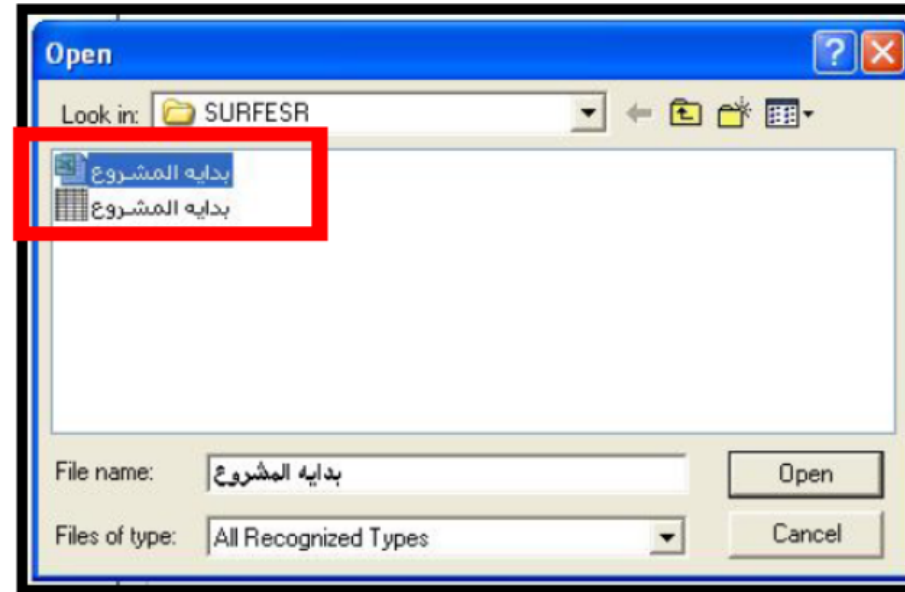 Open
Look in: SURFESR
بدايه المشروع
بدايه المشروع
File name: بدايه المشروع
Open
Files of type: All Recognized Types
Cancel